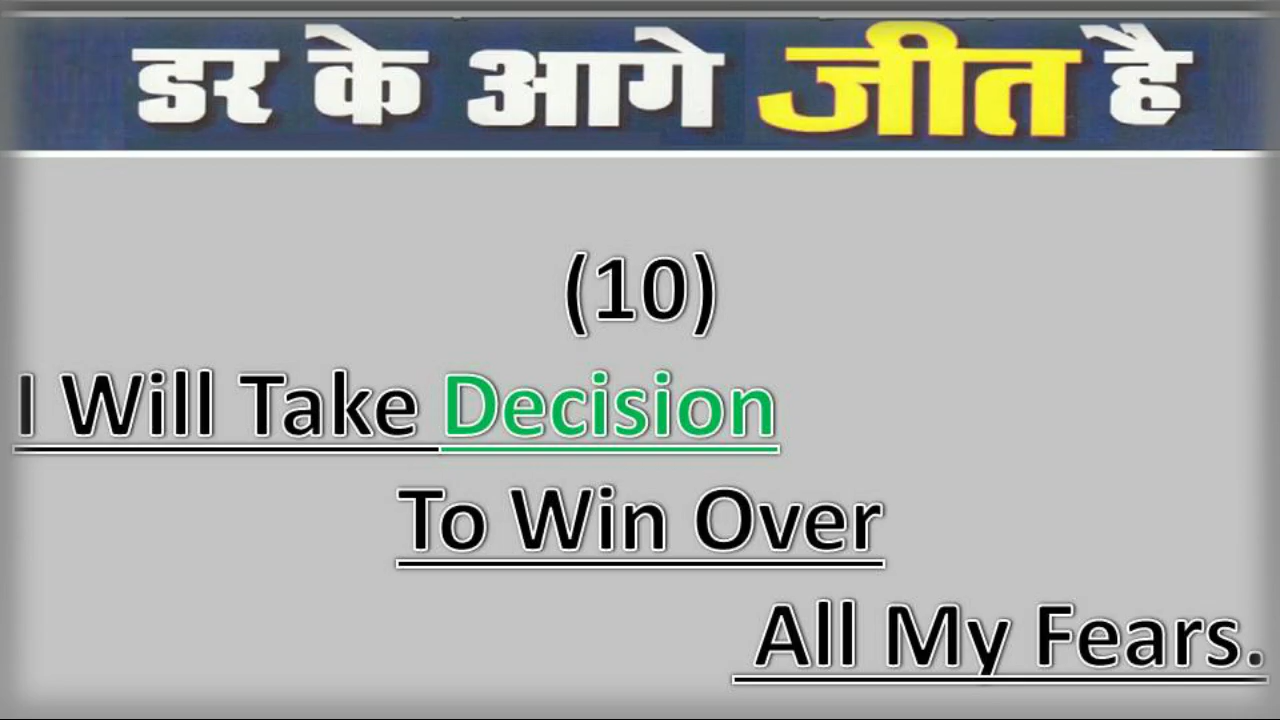 डर के आगे जीत है
(10)
I Will Take Decision
To Win Over
All My Fears.